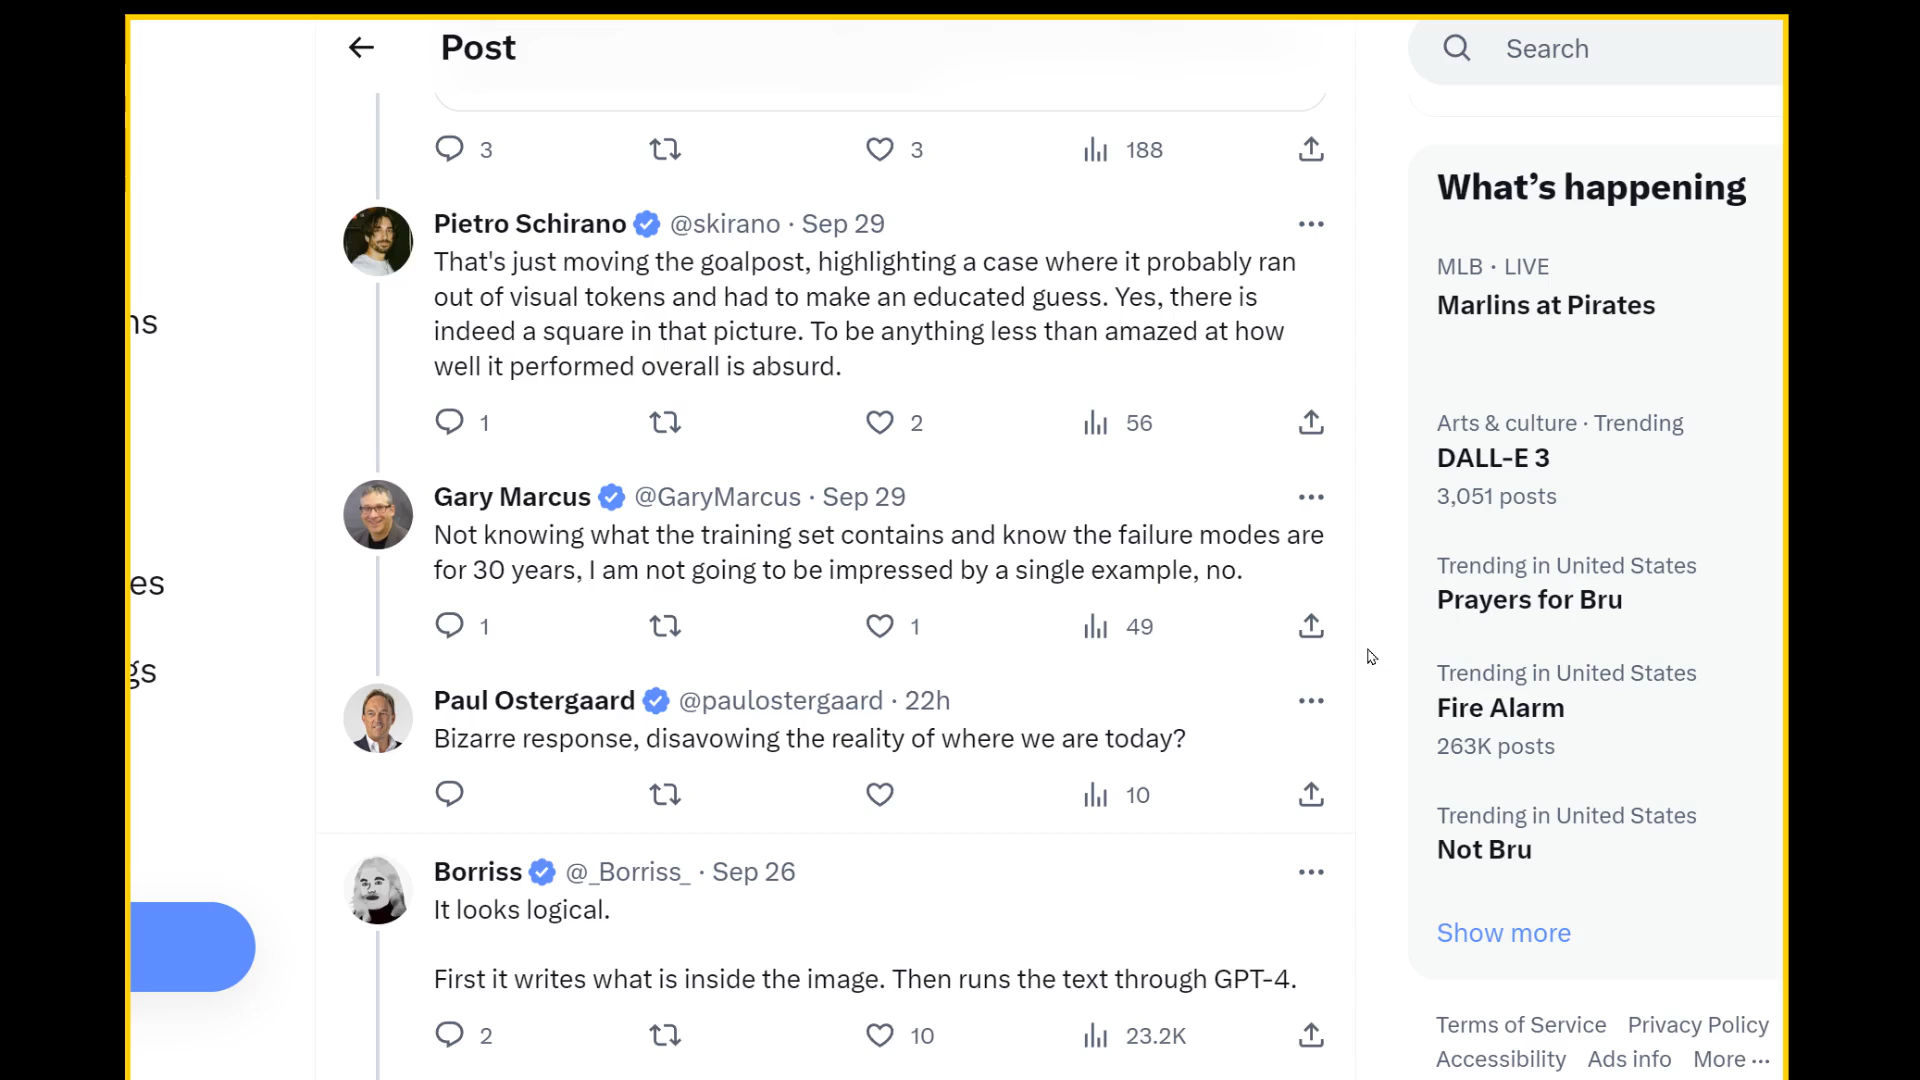 Post
Search
3 3 188
What's happening
Pietro Schirano @skirano · Sep 29
That's just moving the goalpost, highlighting a case where it probably ran
out of visual tokens and had to make an educated guess. Yes, there is
indeed a square in that picture. To be anything less than amazed at how
well it performed overall is absurd.
1 2 56
MLB · LIVE
Marlins at Pirates
Arts & culture · Trending
DALL-E 3
3,051 posts
ns
Gary Marcus @GaryMarcus · Sep 29
Not knowing what the training set contains and know the failure modes are
for 30 years, I am not going to be impressed by a single example, no.
1 1 49
Trending in United States
Prayers for Bru
es
gs
Paul Ostergaard @paulostergaard · 22h
Bizarre response, disavowing the reality of where we are today?
10
Trending in United States
Fire Alarm
263K posts
Trending in United States
Not Bru
Show more
Borriss @_Borriss_ · Sep 26
It looks logical.
First it writes what is inside the image. Then runs the text through GPT-4.
2 10 23.2K
Terms of Service Privacy Policy
Accessibility Ads info More ···